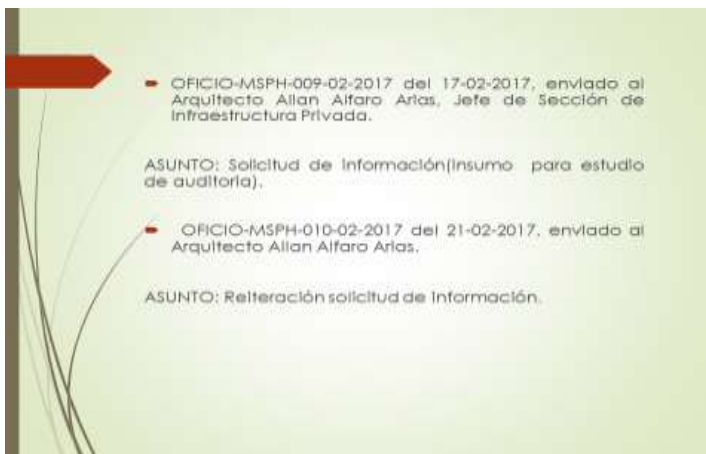 OFICIO-MSPH-009-02-2017 del 17-02-2017, enviado al
Arquitecto Allan Alfaro Arias, Jefe de Sección de
Infraestructura Privada.
ASUNTO: Solicitud de información(insumo para estudio
de auditoria).
OFICIO-MSPH-010-02-2017 del 21-02-2017, enviado al
Arquitecto Allan Alfaro Arias.
ASUNTO: Reiteración solicitud de información.